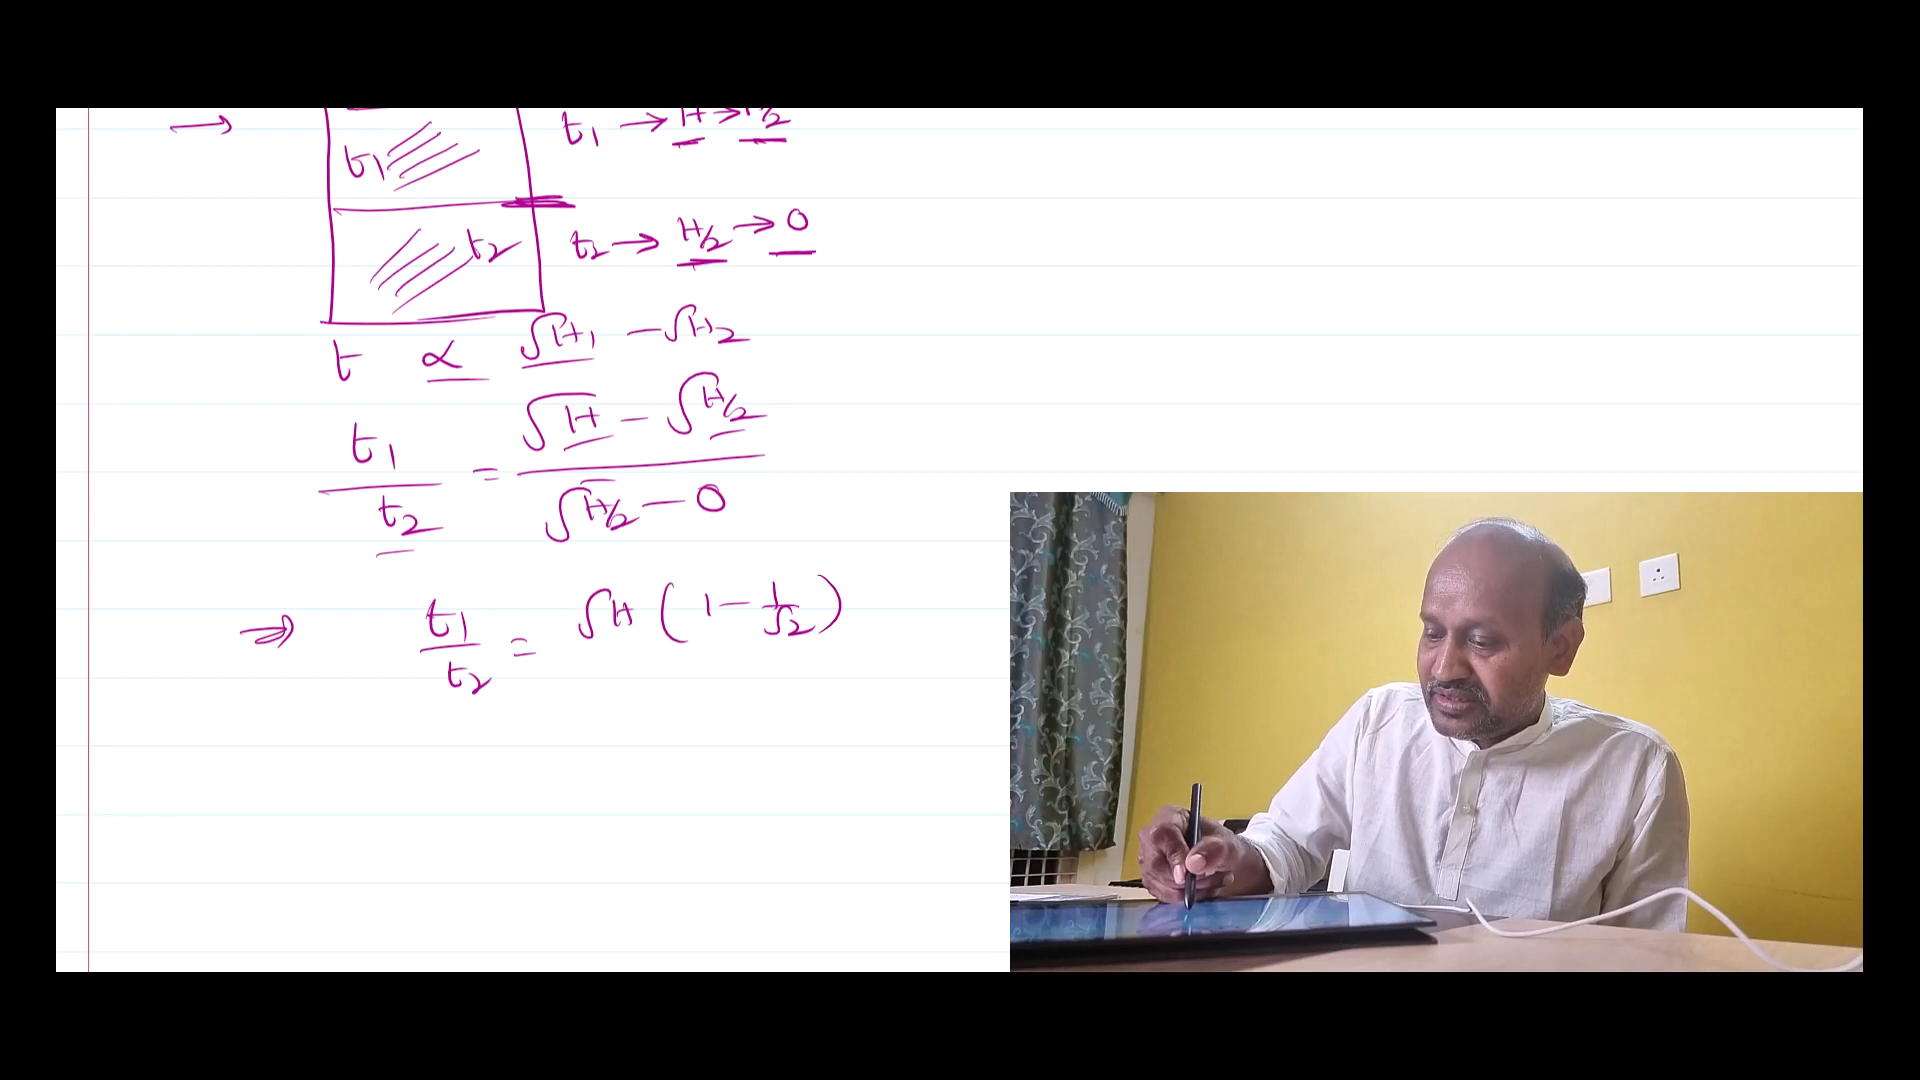 → t₁ t₁ → H → H/2
t₂ t₂ → H/2 → 0
t ∝ √H₁ - √H₂
t₁/t₂ = (√H - √H/2)/(√H/2 - 0)
⇒ t₁/t₂ = √H (1 - 1/√2)